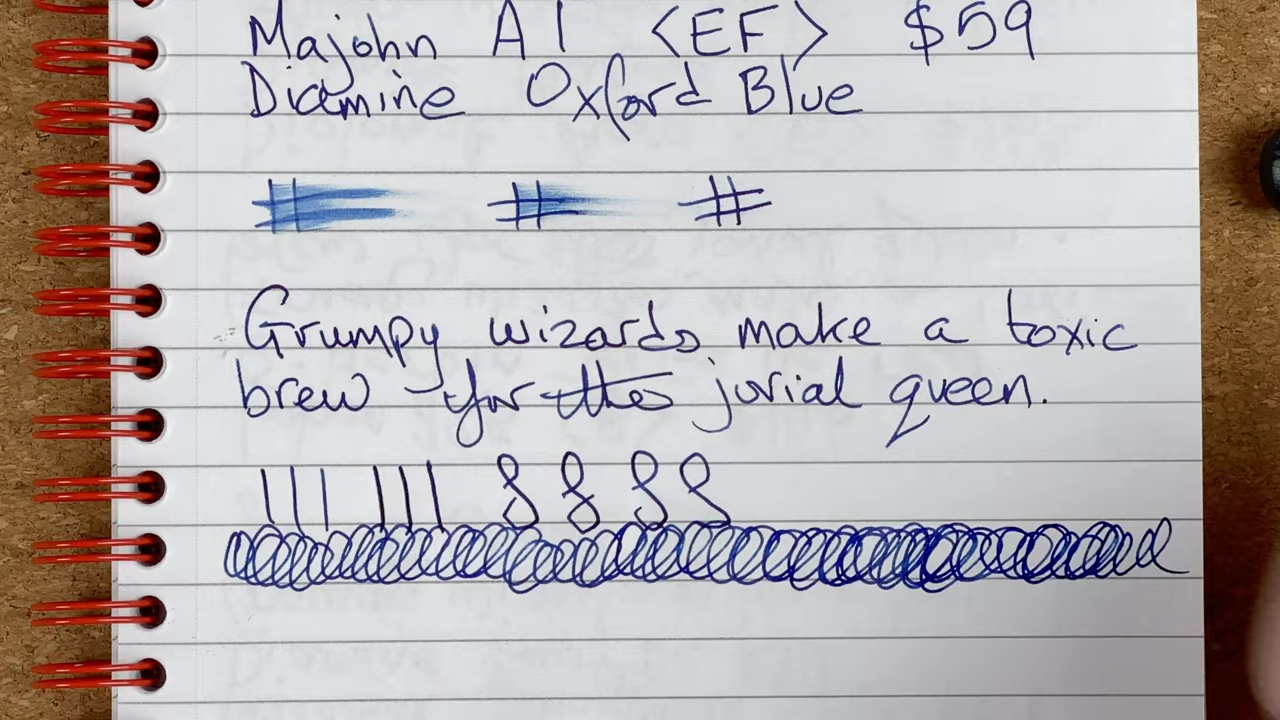 Majohn A1 <EF> $59
Diamine Oxford Blue
# # #
Grumpy wizards make a toxic
brew for the jovial queen.